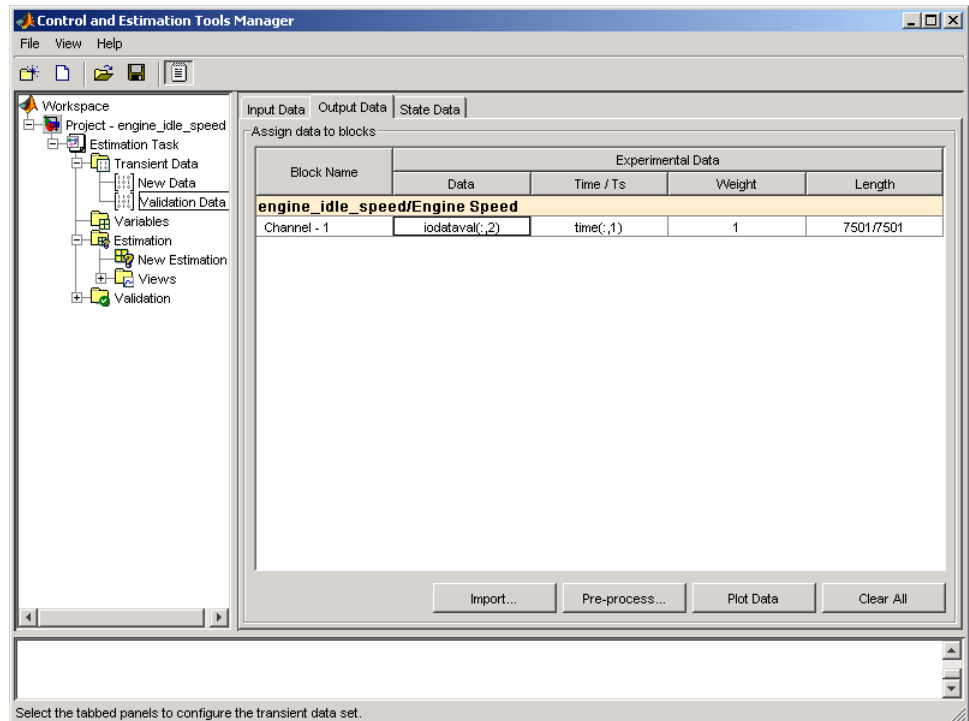 Control and Estimation Tools Manager
File View Help
Workspace
Project - engine_idle_speed
Estimation Task
Transient Data
New Data
Validation Data
Variables
Estimation
New Estimation
Views
Validation
Input Data Output Data State Data
Assign data to blocks
Block Name Experimental Data
Data Time / Ts Weight Length
engine_idle_speed/Engine Speed
Channel - 1 iodataval(:,2) time(:,1) 1 7501/7501
Import... Pre-process... Plot Data Clear All
Select the tabbed panels to configure the transient data set.